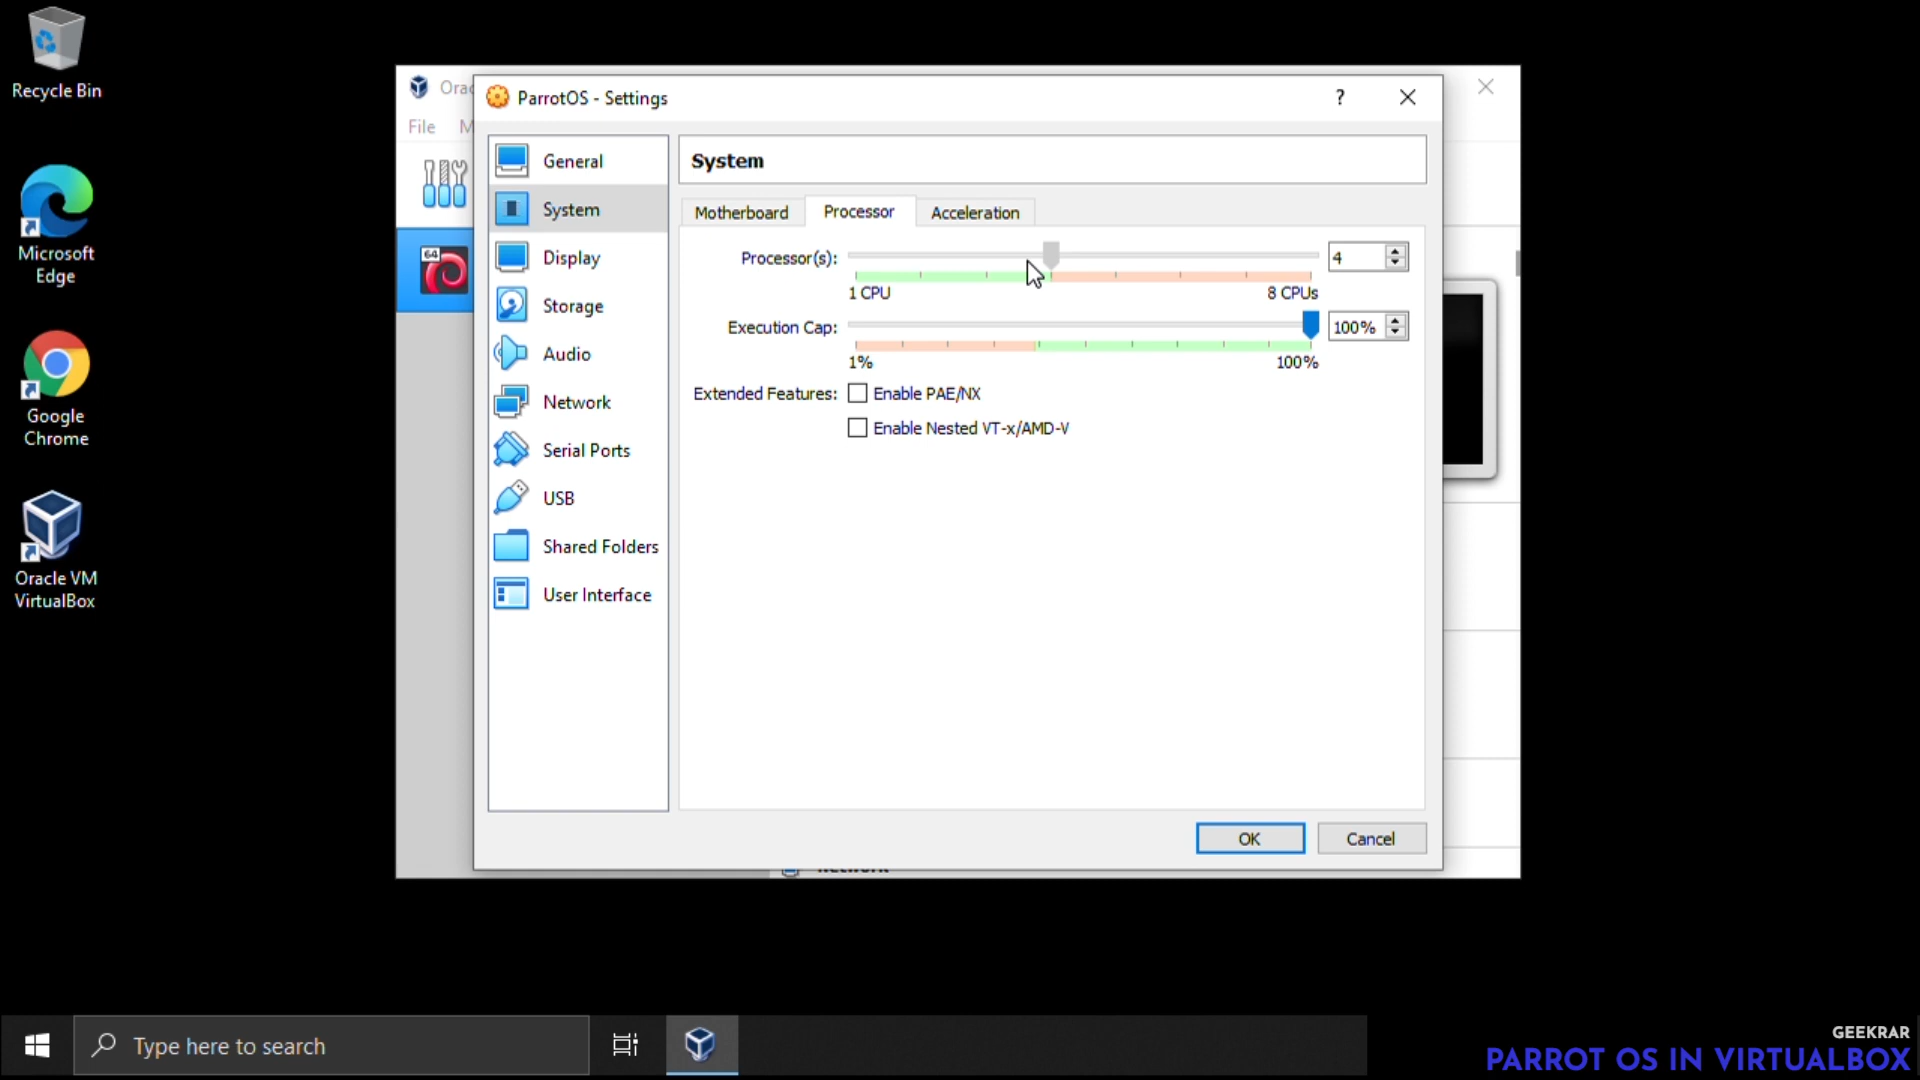 Recycle Bin
Microsoft
Edge
Google
Chrome
Oracle VM
VirtualBox
Orac
File M
64
ParrotOS - Settings
?
General
System
Display
Storage
Audio
Network
Serial Ports
USB
Shared Folders
User Interface
System
Motherboard Processor Acceleration
Processor(s): 4
1 CPU 8 CPUs
Execution Cap: 100%
1% 100%
Extended Features: Enable PAE/NX
Enable Nested VT-x/AMD-V
OK Cancel
Type here to search
GEEKRAR
PARROT OS IN VIRTUALBOX